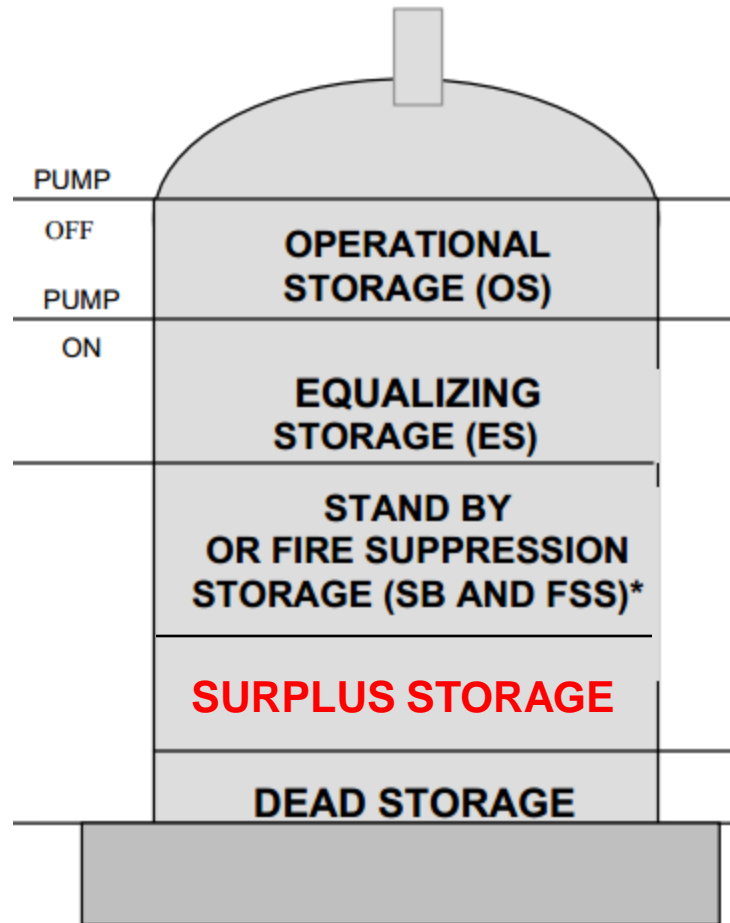 PUMP
OFF
OPERATIONAL
STORAGE (OS)
PUMP
ON
EQUALIZING
STORAGE (ES)
STAND BY
OR FIRE SUPPRESSION
STORAGE (SB AND FSS)*
SURPLUS STORAGE
DEAD STORAGE